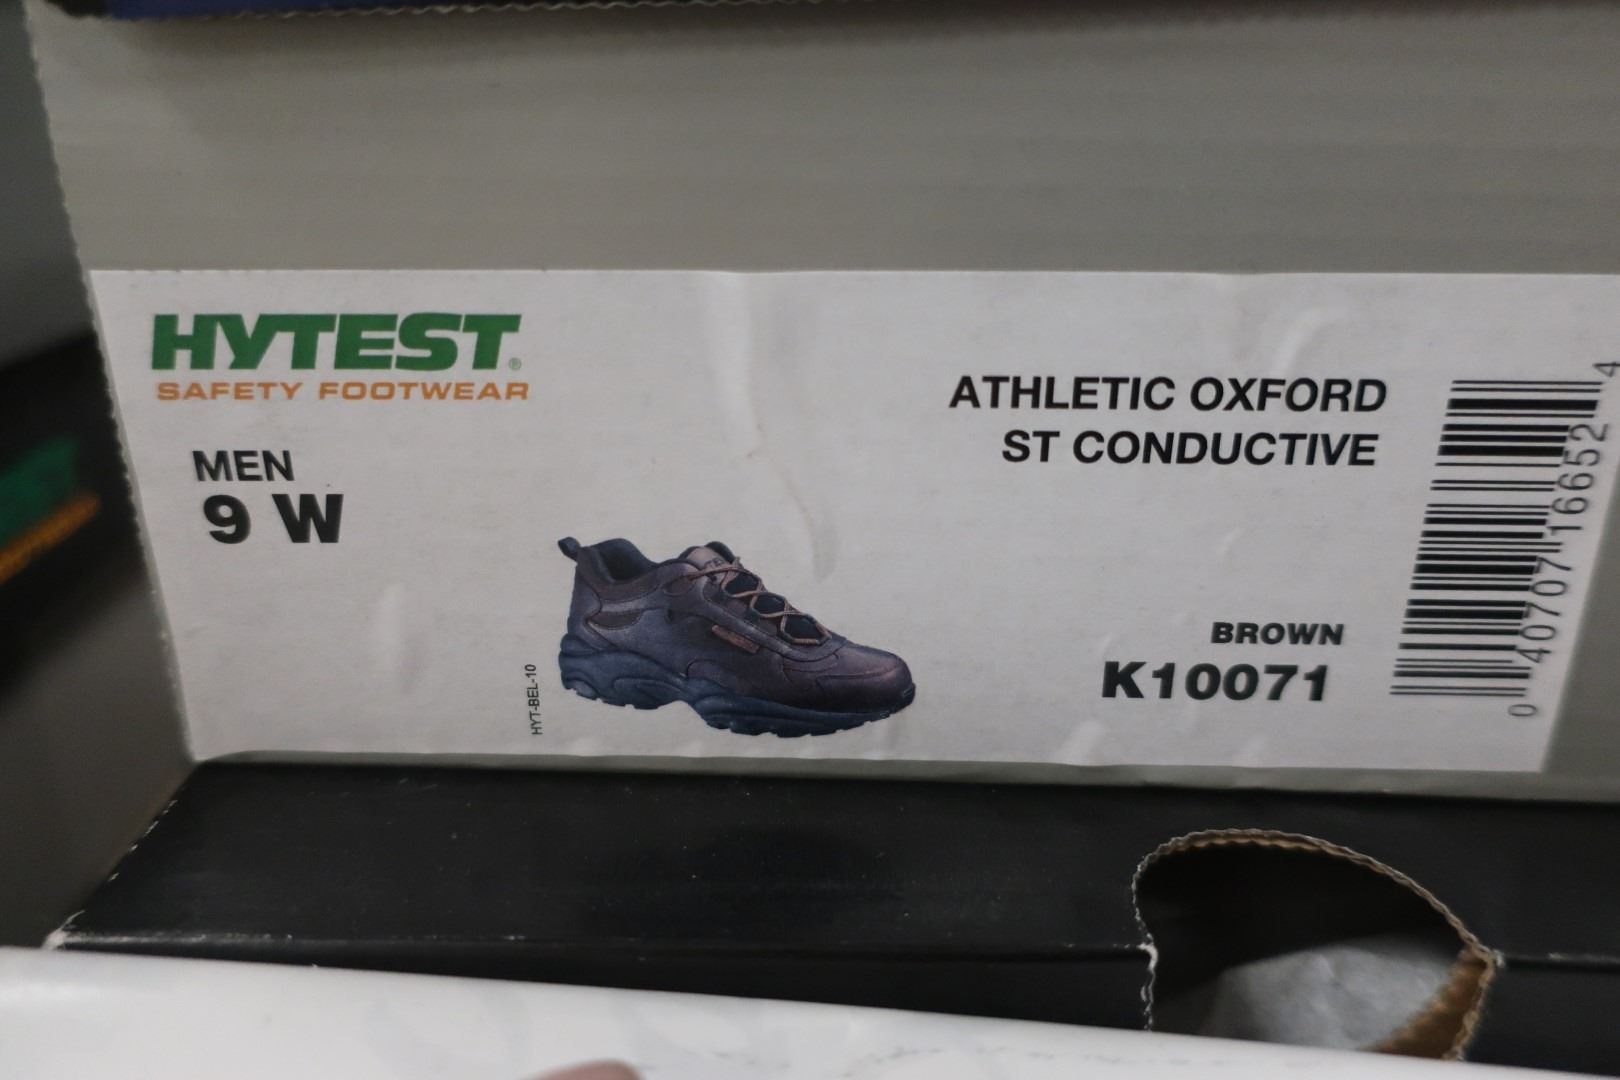 HYTEST®
SAFETY FOOTWEAR
MEN
9 W
ATHLETIC OXFORD
ST CONDUCTIVE
HYT-BEL-10
BROWN
K10071
0 40707 16652 4